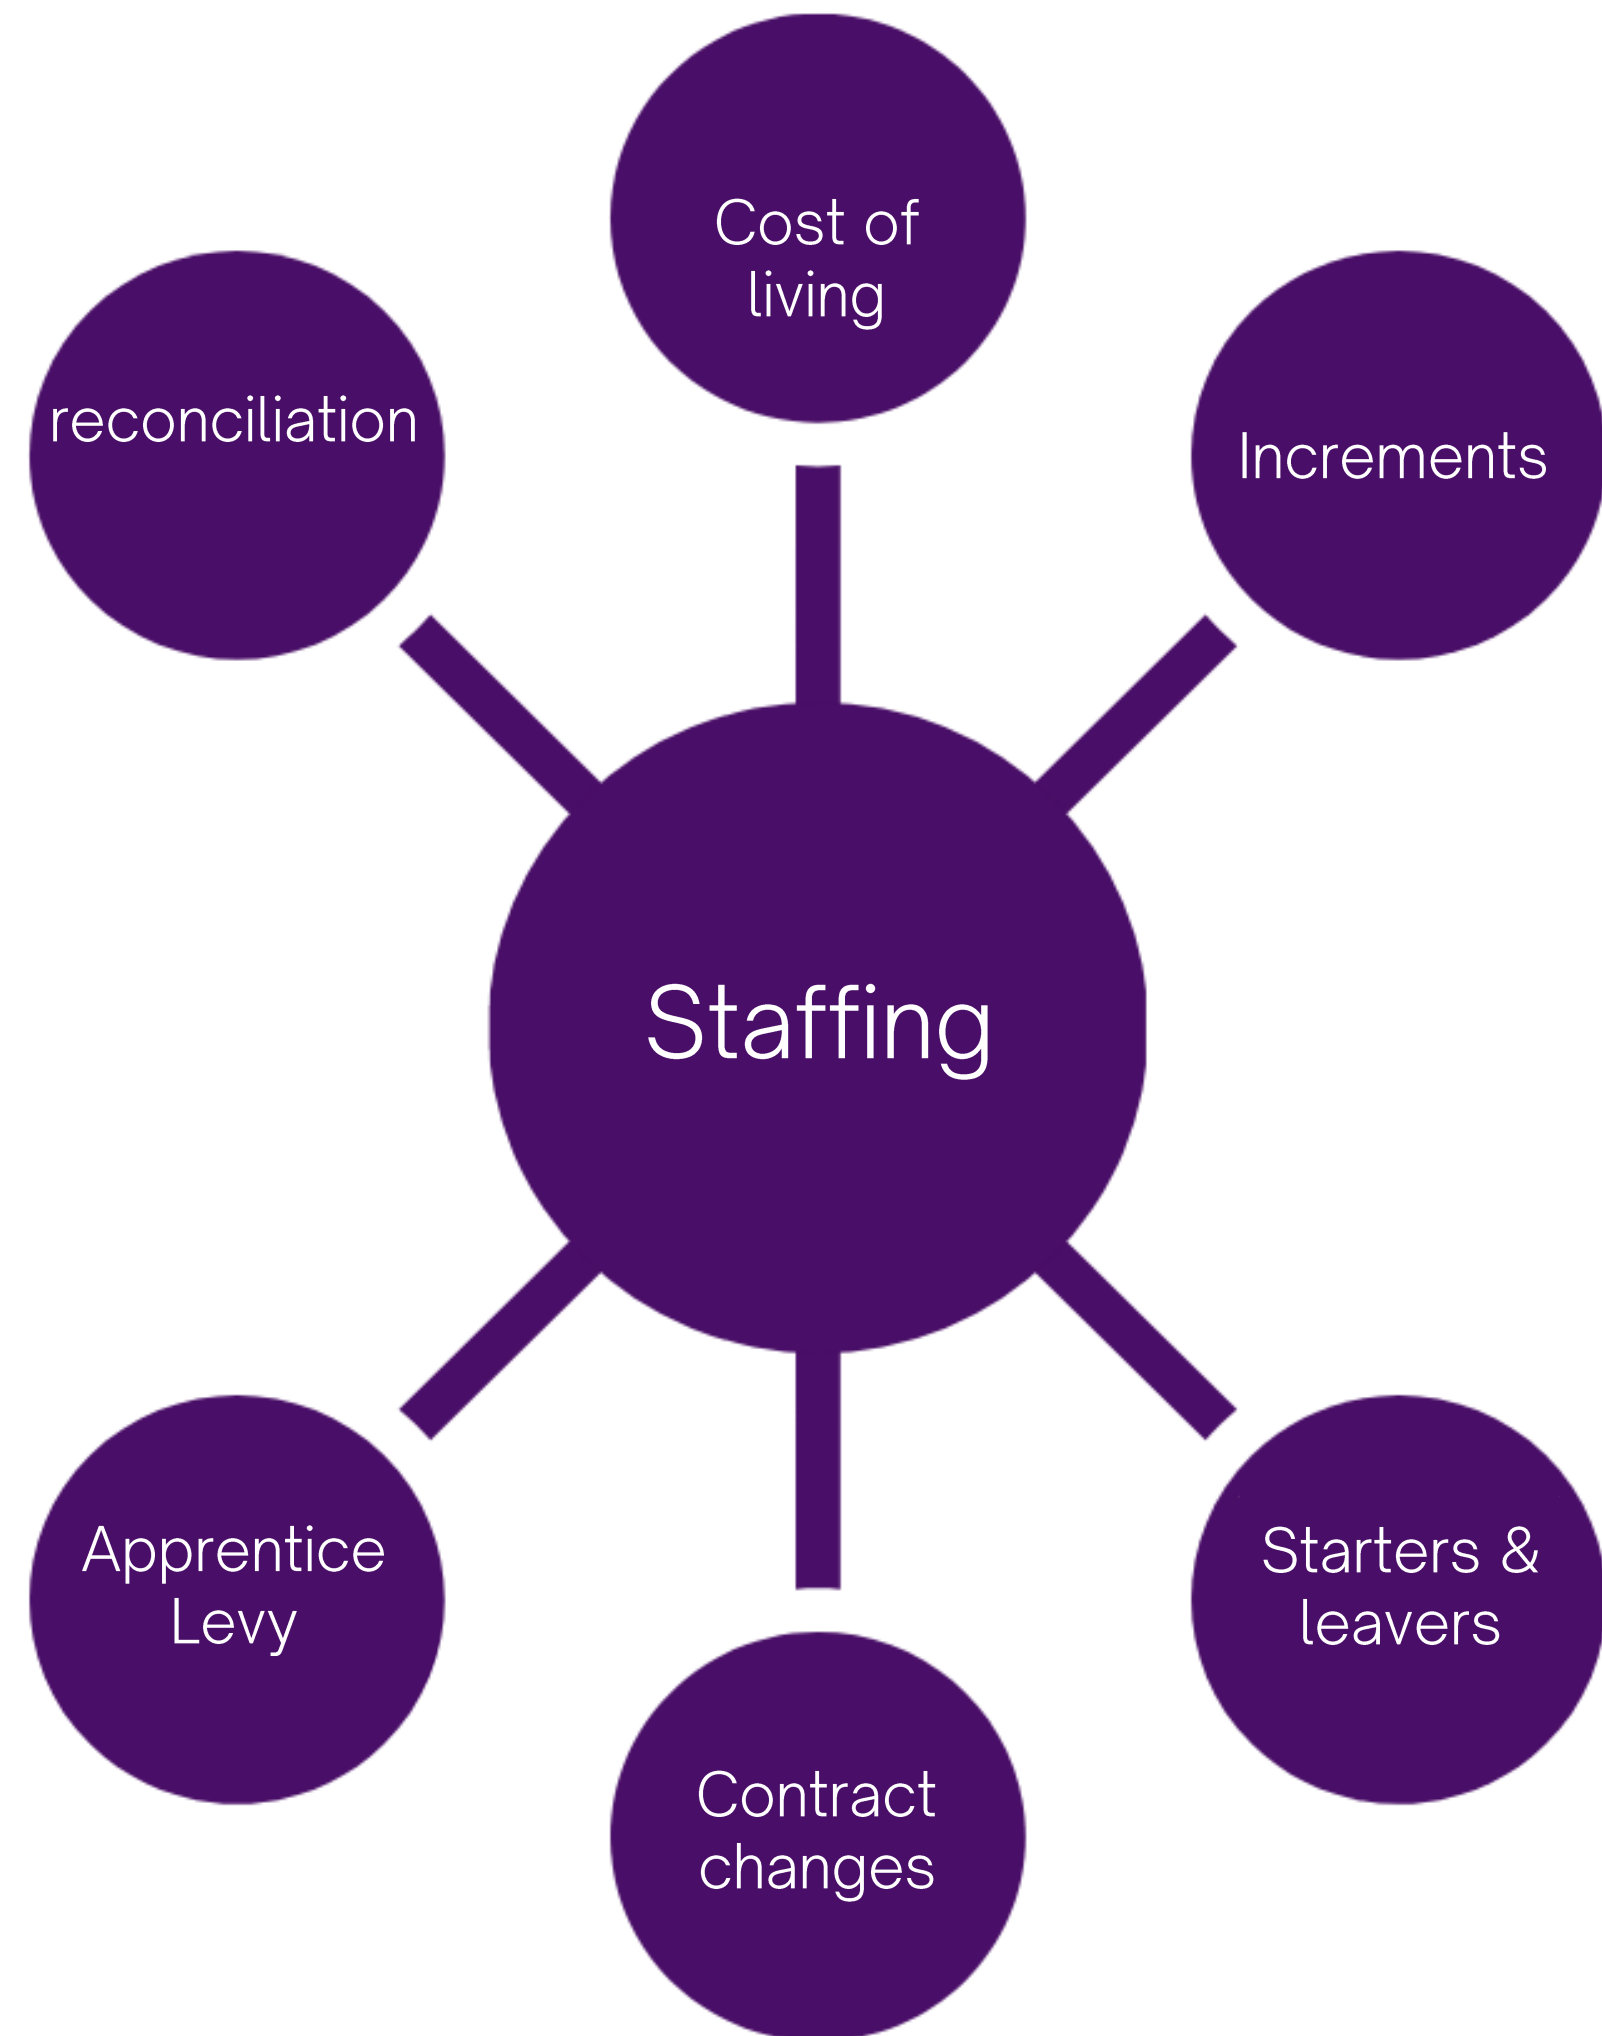 Cost of
living
reconciliation
Increments
Staffing
Apprentice
Levy
Starters &
leavers
Contract
changes